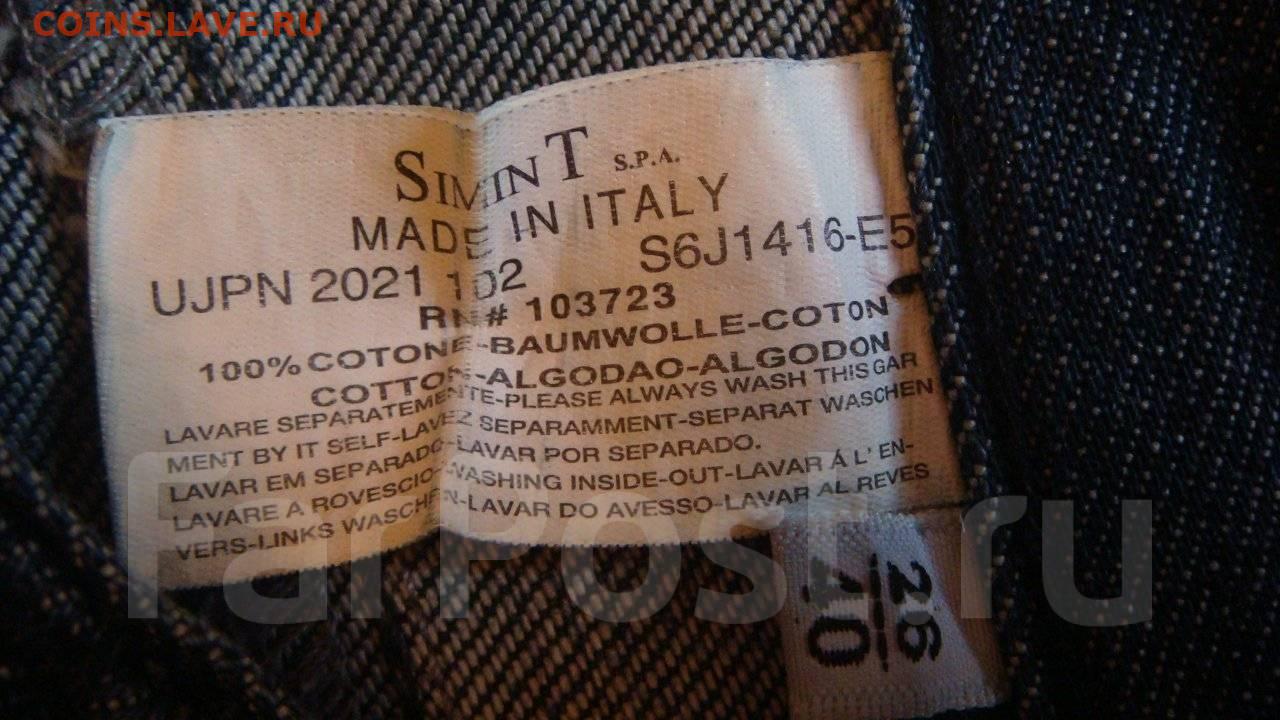 COINS.LAVE.RU
SIMINT S.P.A.
MADE IN ITALY
UJPN 2021 102 S6J1416-E5
RN# 103723
100% COTONE-BAUMWOLLE-COTON
COTTON-ALGODAO-ALGODON
LAVARE SEPARATEMENTE-PLEASE ALWAYS WASH THIS GAR
MENT BY IT SELF-LAVEZ SEPARAMMENT-SEPARAT WASCHEN
LAVAR EM SEPARADO-LAVAR POR SEPARADO.
LAVARE A ROVESCIO-WASHING INSIDE-OUT-LAVAR Á L' EN-
VERS-LINKS WASCHEN-LAVAR DO AVESSO-LAVAR AL REVES
26
40
FarPost.ru